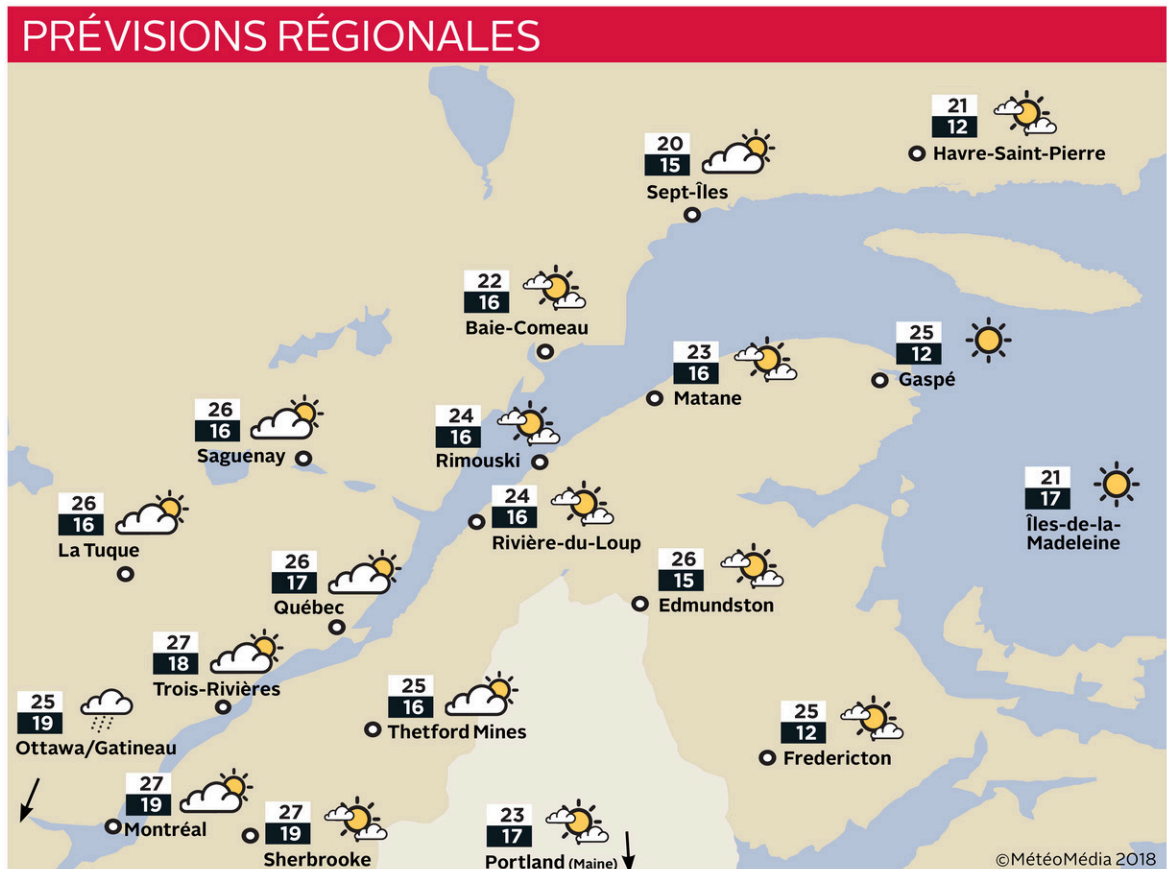 PRÉVISIONS RÉGIONALES
21
12
Havre-Saint-Pierre
20
15
Sept-Îles
22
16
Baie-Comeau
25
12
Gaspé
23
16
Matane
26
16
Saguenay
24
16
Rimouski
21
17
Îles-de-la-
Madeleine
26
16
La Tuque
24
16
Rivière-du-Loup
26
17
Québec
26
15
Edmundston
27
18
Trois-Rivières
25
16
Thetford Mines
25
19
Ottawa/Gatineau
25
12
Fredericton
27
19
Montréal
27
19
Sherbrooke
23
17
Portland (Maine)
©MétéoMédia 2018